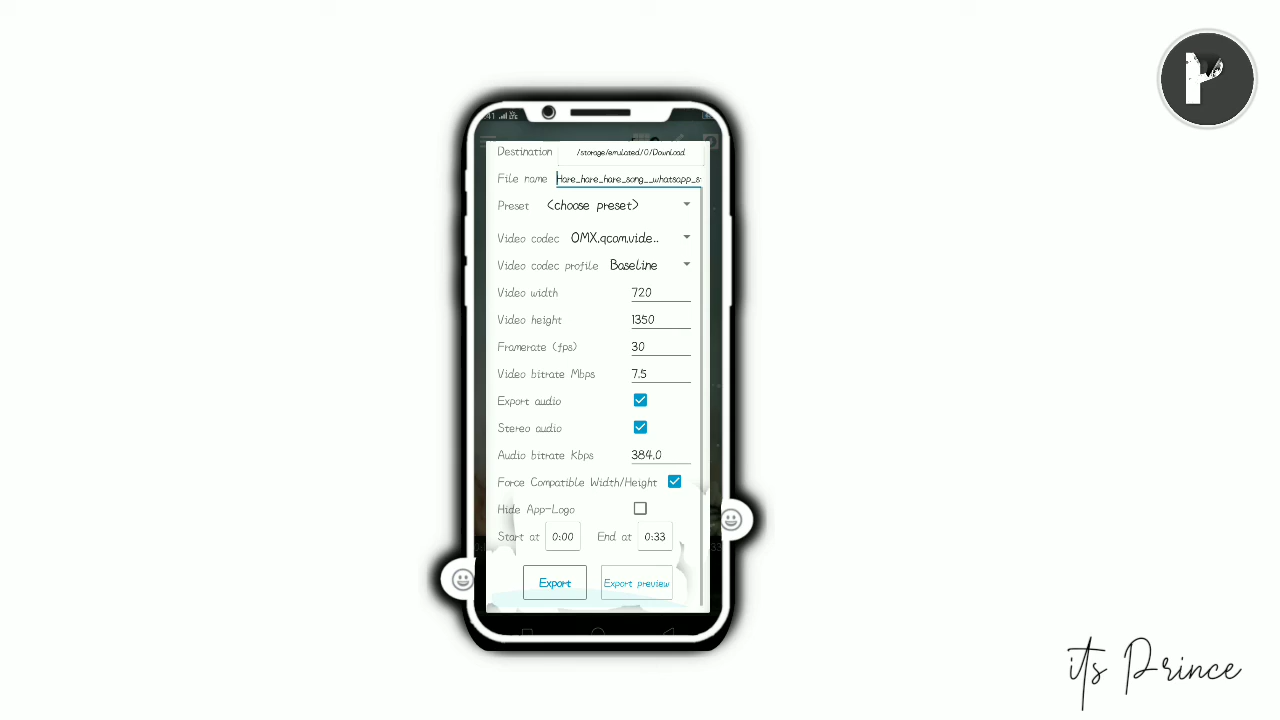 Destination /storage/emulated/0/Download
File name Hare_hare_hare_song__whatsapp_s
Preset <choose preset>
Video codec OMX.qcom.vide..
Video codec profile Baseline
Video width 720
Video height 1350
Framerate (fps) 30
Video bitrate Mbps 7.5
Export audio
Stereo audio
Audio bitrate Kbps 384.0
Force Compatible Width/Height
Hide App-Logo
Start at 0:00 End at 0:33
Export Export preview
its Prince